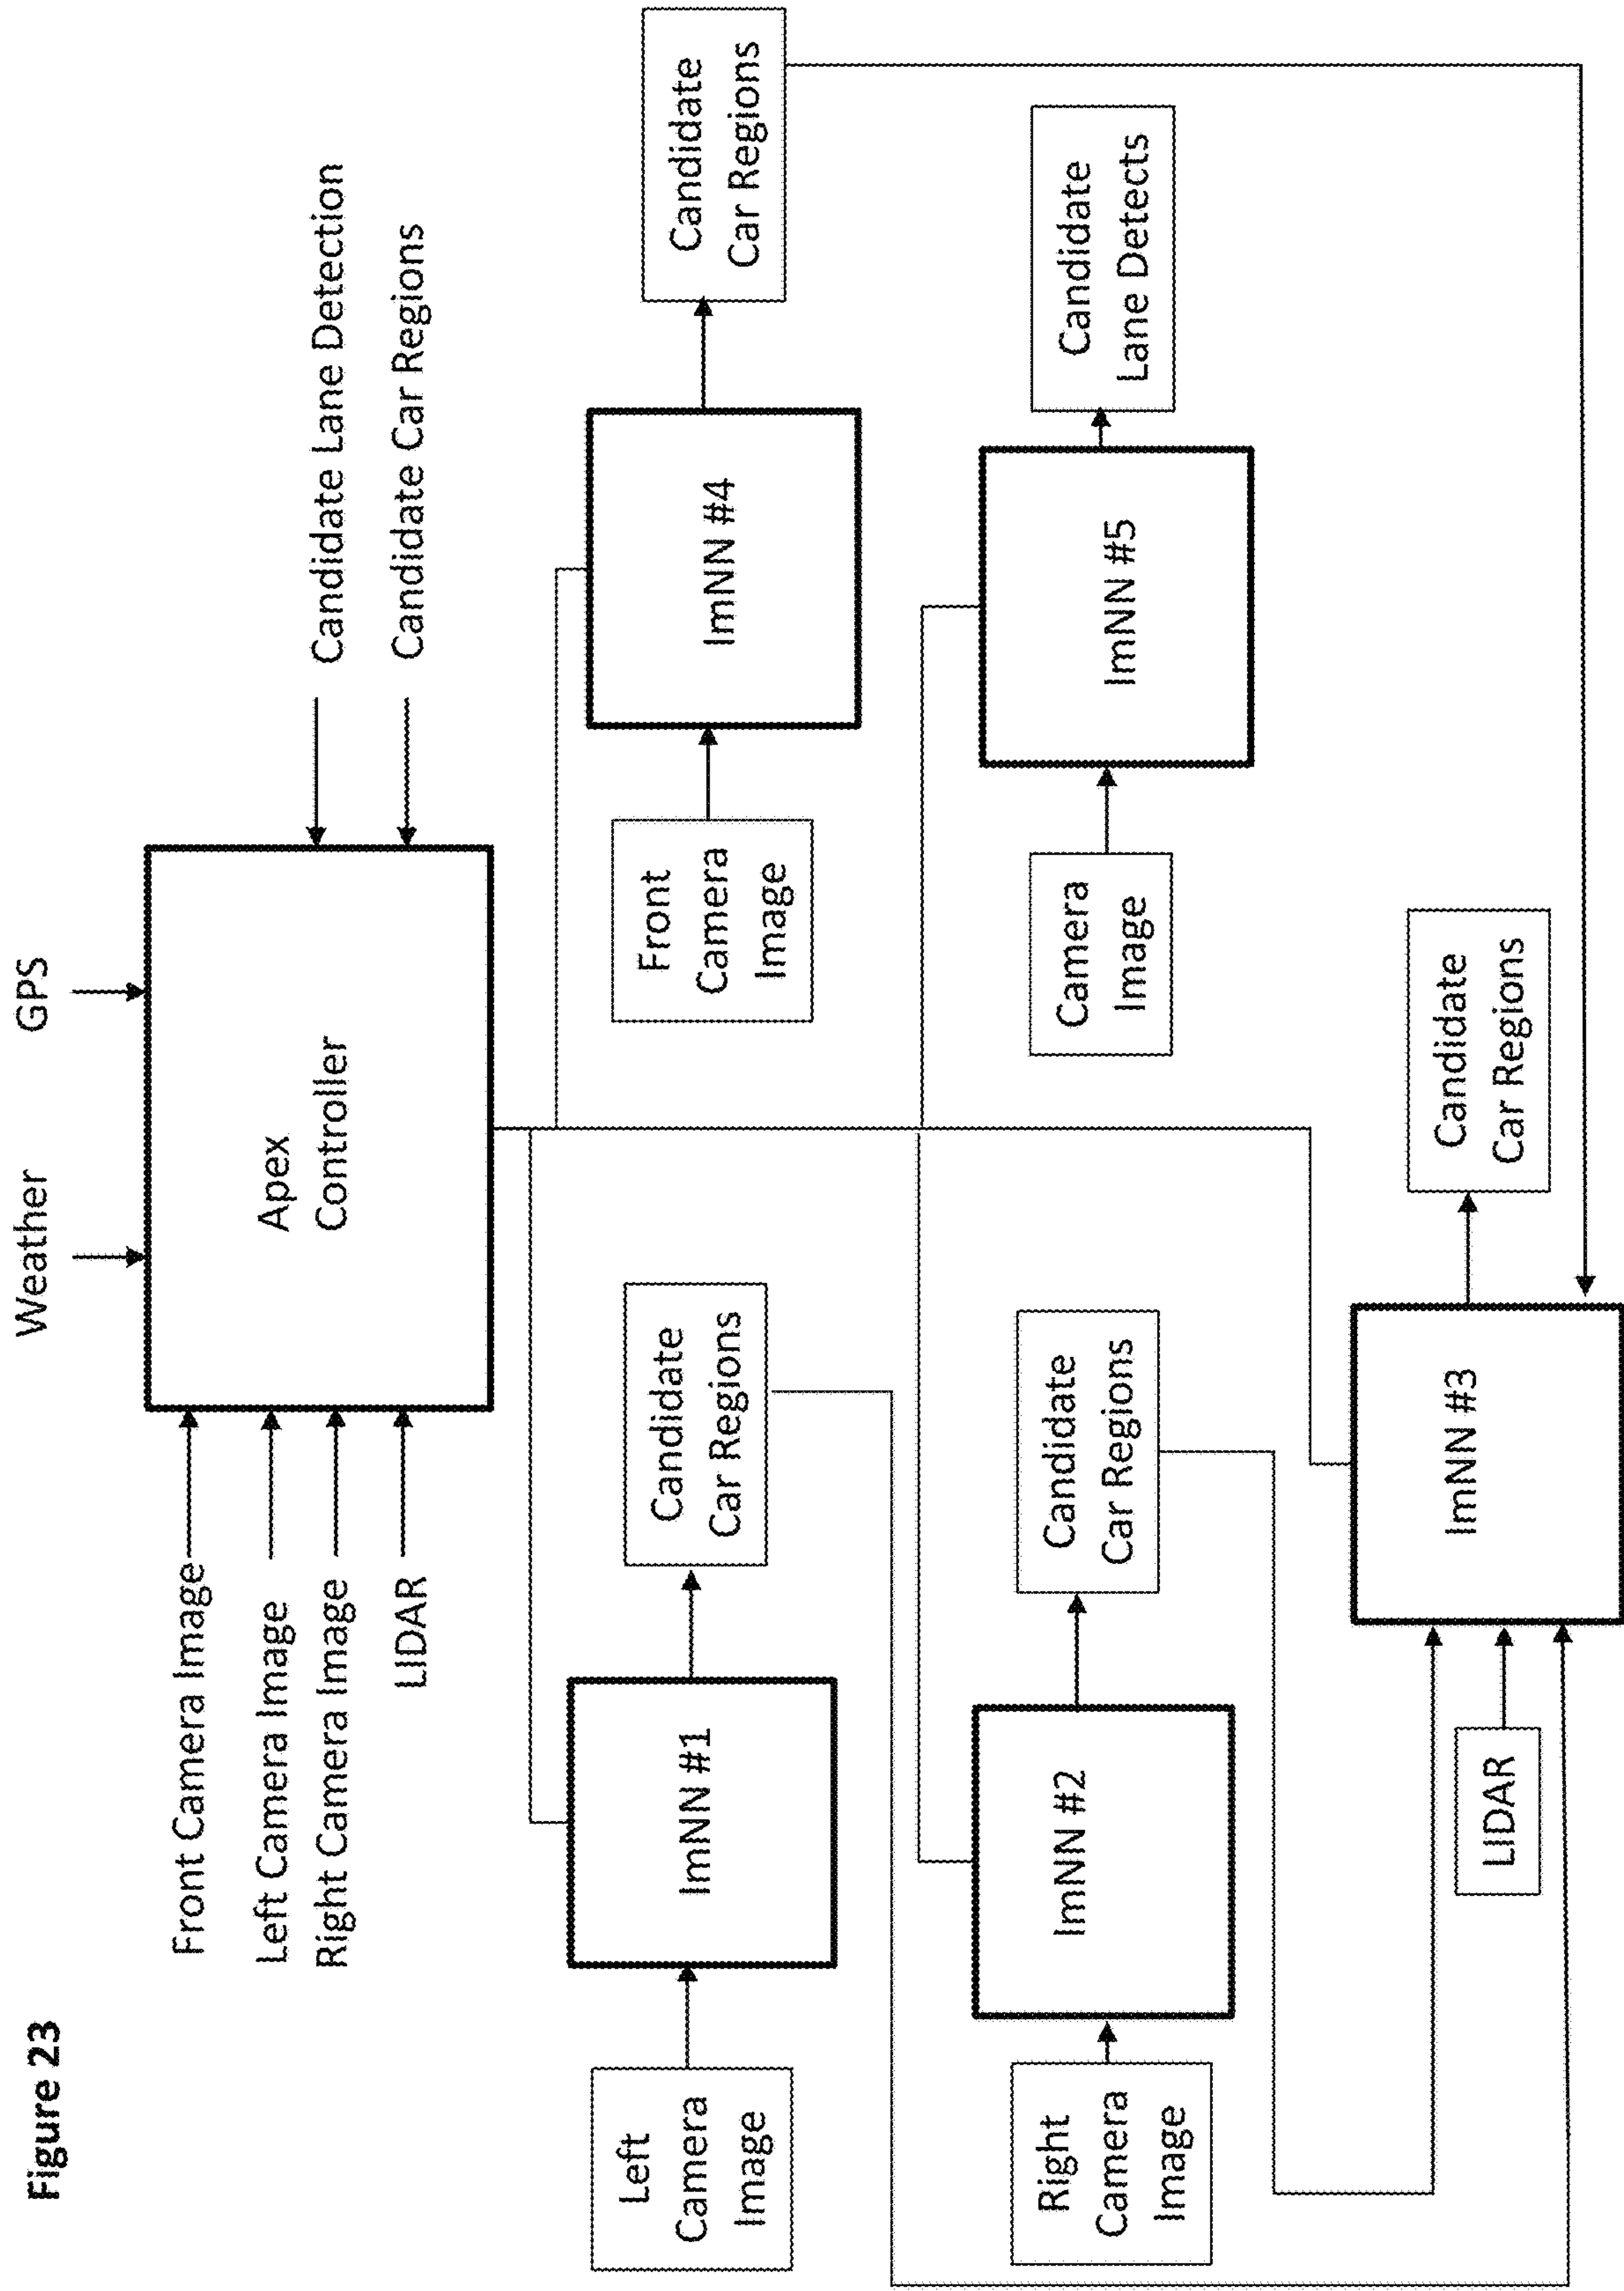 Figure 23
Weather
GPS
Front Camera Image
Left Camera Image
Right Camera Image
LIDAR
Apex
Controller
Candidate Lane Detection
Candidate Car Regions
Left
Camera
Image
ImNN #1
Candidate
Car Regions
Front
Camera
Image
ImNN #4
Candidate
Car Regions
Right
Camera
Image
ImNN #2
Candidate
Car Regions
Camera
Image
ImNN #5
Candidate
Lane Detects
LIDAR
ImNN #3
Candidate
Car Regions